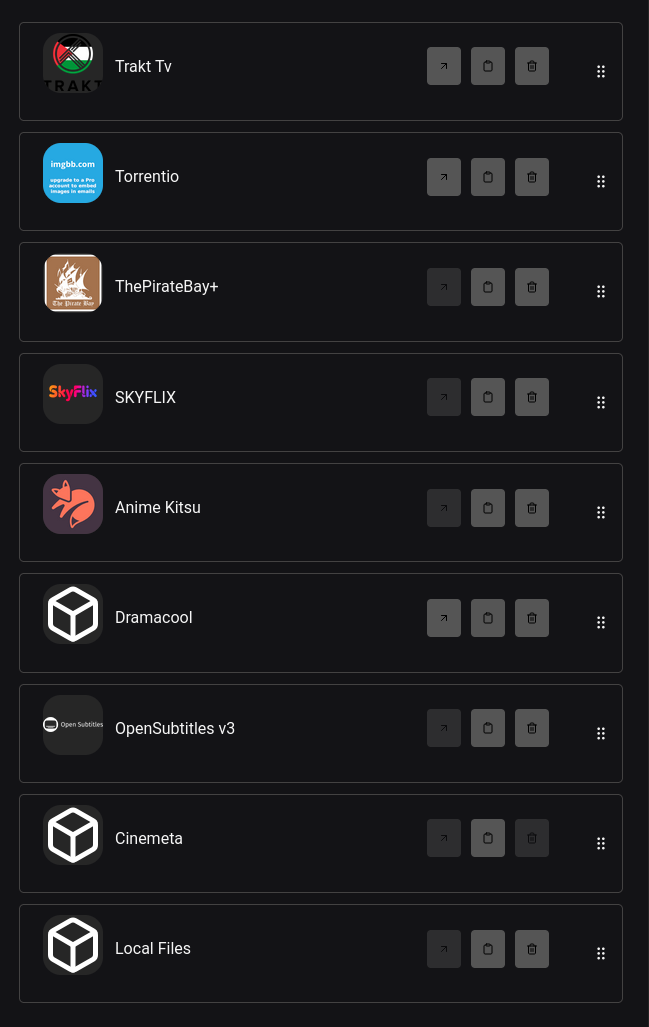 TRAKT
Trakt Tv
imgbb.com
upgrade to a Pro
account to embed
images in emails
Torrentio
The Pirate Bay
ThePirateBay+
SkyFlix
SKYFLIX
Anime Kitsu
Dramacool
Open Subtitles
OpenSubtitles v3
Cinemeta
Local Files